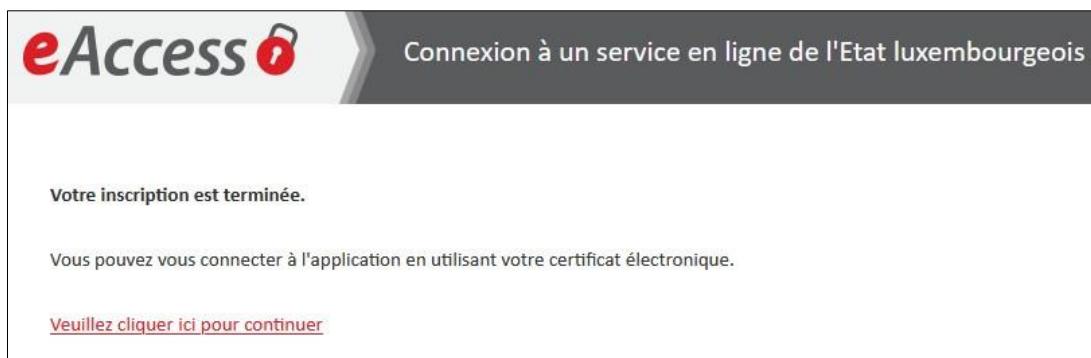 eAccess
Connexion à un service en ligne de l'Etat luxembourgeois
Votre inscription est terminée.
Vous pouvez vous connecter à l'application en utilisant votre certificat électronique.
Veuillez cliquer ici pour continuer